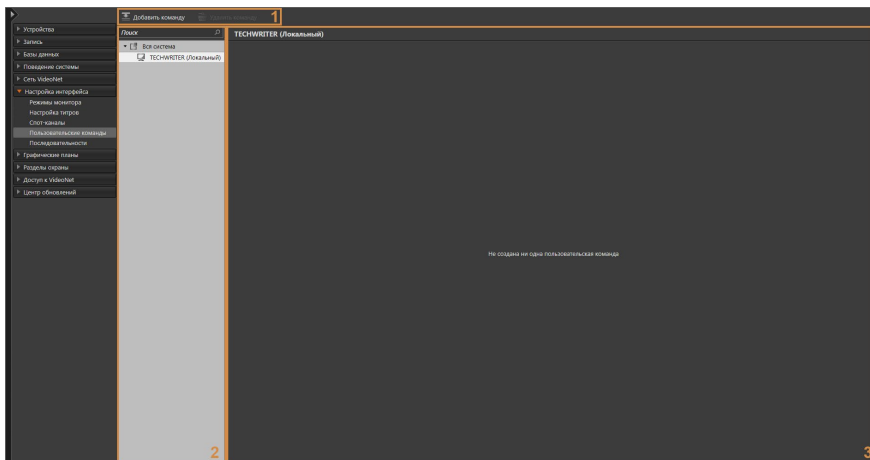 Добавить команду
1
Устройства
Запись
Базы данных
Поведение системы
Сеть VideoNet
Настройка интерфейса
Режимы монитора
Настройка титров
Спот-каналы
Пользовательские команды
Последовательности
Графические планы
Разделы охраны
Доступ к VideoNet
Центр обновлений
Поиск
Вся система
TECHWRITER (Локальный)
2
TECHWRITER (Локальный)
Не создана ни одна пользовательская команда
3